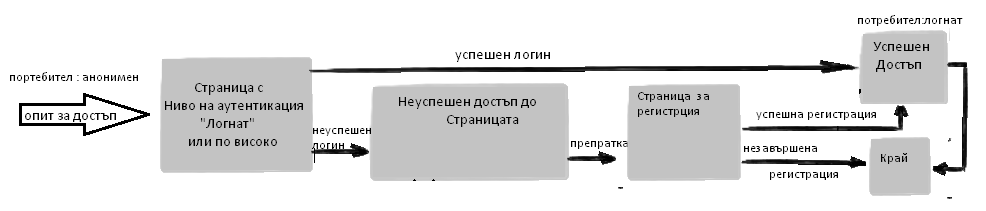 портебител : анонимен
опит за достъп
Страница с
Ниво на аутентикация
"Логнат"
или по високо
успешен логин
неуспешен
логин
Неуспешен достъп до
Страницата
препратка
Страница за
регистрция
успешна регистрация
незавършена
регистрация
потребител:логнат
Успешен
Достъп
Край